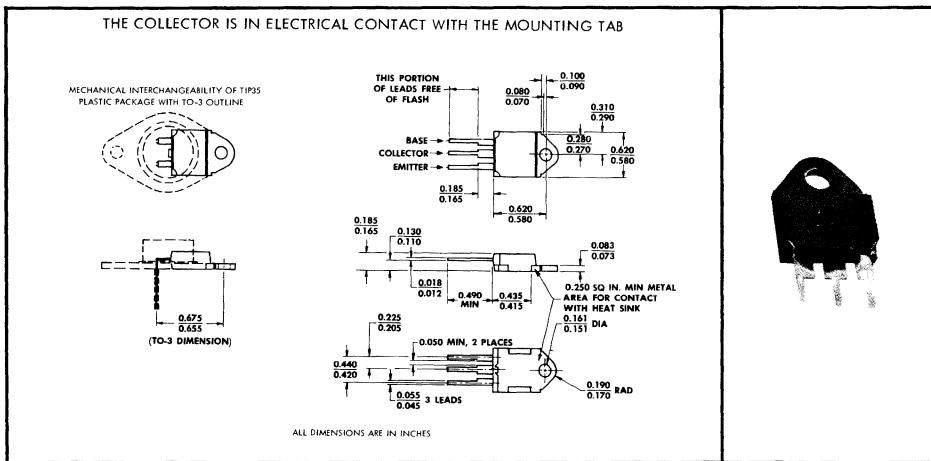 THE COLLECTOR IS IN ELECTRICAL CONTACT WITH THE MOUNTING TAB
MECHANICAL INTERCHANGEABILITY OF TIP35
PLASTIC PACKAGE WITH TO-3 OUTLINE
THIS PORTION
OF LEADS FREE
OF FLASH
0.100
0.090
0.080
0.070
0.310
0.290
BASE
COLLECTOR
EMITTER
0.280
0.270
0.620
0.580
0.185
0.165
0.620
0.580
0.185
0.165
0.130
0.110
0.083
0.073
0.018
0.012
0.490
MIN
0.435
0.415
0.250 SQ IN. MIN METAL
AREA FOR CONTACT
WITH HEAT SINK
0.675
0.655
(TO-3 DIMENSION)
0.225
0.205
0.161
0.151 DIA
0.050 MIN, 2 PLACES
0.440
0.420
0.055
0.045 3 LEADS
0.190
0.170 RAD
ALL DIMENSIONS ARE IN INCHES